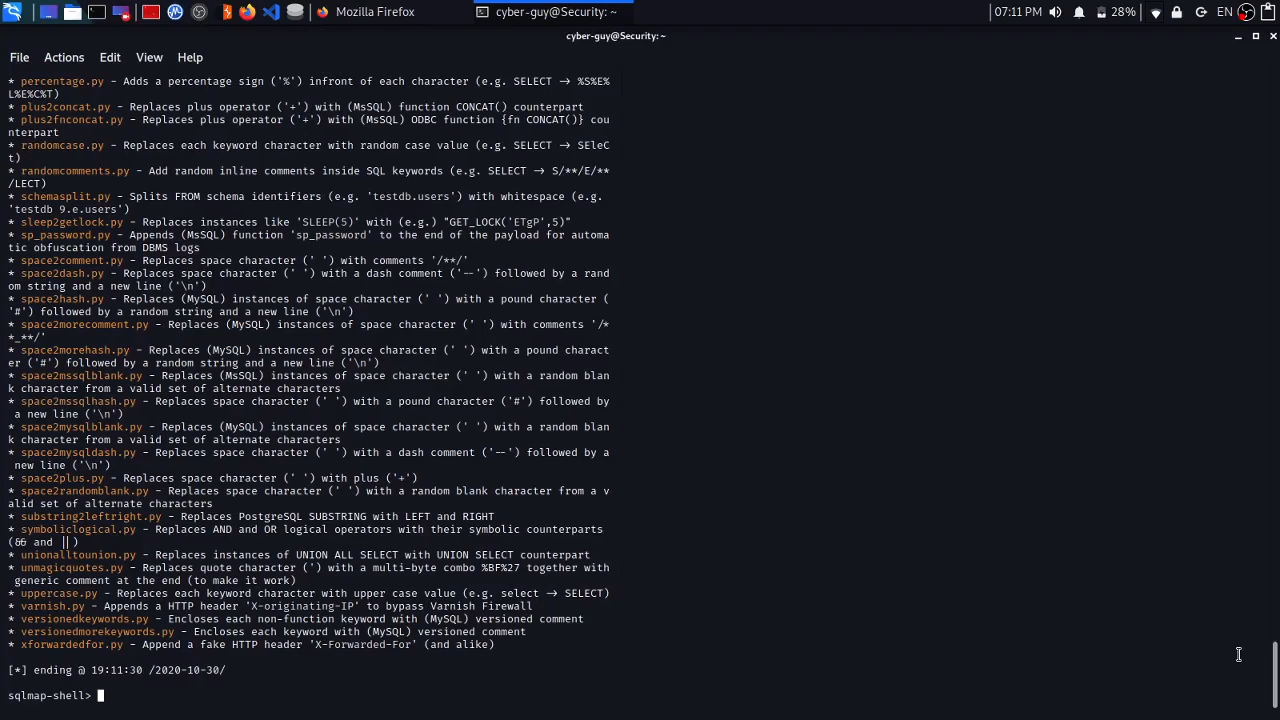 Mozilla Firefox
cyber-guy@Security: ~
07:11 PM
28%
EN
cyber-guy@Security:~
File Actions Edit View Help
* percentage.py - Adds a percentage sign ('%') infront of each character (e.g. SELECT → %S%E%
L%E%C%T)
* plus2concat.py - Replaces plus operator ('+') with (MsSQL) function CONCAT() counterpart
* plus2fnconcat.py - Replaces plus operator ('+') with (MsSQL) ODBC function {fn CONCAT()} cou
nterpart
* randomcase.py - Replaces each keyword character with random case value (e.g. SELECT → SEleC
t)
* randomcomments.py - Add random inline comments inside SQL keywords (e.g. SELECT → S/**/E/**
/LECT)
* schemasplit.py - Splits FROM schema identifiers (e.g. 'testdb.users') with whitespace (e.g.
'testdb 9.e.users')
* sleep2getlock.py - Replaces instances like 'SLEEP(5)' with (e.g.) "GET_LOCK('ETgP',5)"
* sp_password.py - Appends (MsSQL) function 'sp_password' to the end of the payload for automa
tic obfuscation from DBMS logs
* space2comment.py - Replaces space character (' ') with comments '/**/'
* space2dash.py - Replaces space character (' ') with a dash comment ('--') followed by a rand
om string and a new line ('\n')
* space2hash.py - Replaces (MySQL) instances of space character (' ') with a pound character (
'#') followed by a random string and a new line ('\n')
* space2morecomment.py - Replaces (MySQL) instances of space character (' ') with comments '/*
*_**/'
* space2morehash.py - Replaces (MySQL) instances of space character (' ') with a pound charact
er ('#') followed by a random string and a new line ('\n')
* space2mssqlblank.py - Replaces (MsSQL) instances of space character (' ') with a random blan
k character from a valid set of alternate characters
* space2mssqlhash.py - Replaces space character (' ') with a pound character ('#') followed by
a new line ('\n')
* space2mysqlblank.py - Replaces (MySQL) instances of space character (' ') with a random blan
k character from a valid set of alternate characters
* space2mysqldash.py - Replaces space character (' ') with a dash comment ('--') followed by a
new line ('\n')
* space2plus.py - Replaces space character (' ') with plus ('+')
* space2randomblank.py - Replaces space character (' ') with a random blank character from a v
alid set of alternate characters
* substring2leftright.py - Replaces PostgreSQL SUBSTRING with LEFT and RIGHT
* symboliclogical.py - Replaces AND and OR logical operators with their symbolic counterparts
(&& and ||)
* unionalltounion.py - Replaces instances of UNION ALL SELECT with UNION SELECT counterpart
* unmagicquotes.py - Replaces quote character (') with a multi-byte combo %BF%27 together with
generic comment at the end (to make it work)
* uppercase.py - Replaces each keyword character with upper case value (e.g. select → SELECT)
* varnish.py - Appends a HTTP header 'X-originating-IP' to bypass Varnish Firewall
* versionedkeywords.py - Encloses each non-function keyword with (MySQL) versioned comment
* versionedmorekeywords.py - Encloses each keyword with (MySQL) versioned comment
* xforwardedfor.py - Append a fake HTTP header 'X-Forwarded-For' (and alike)
[*] ending @ 19:11:30 /2020-10-30/
sqlmap-shell>